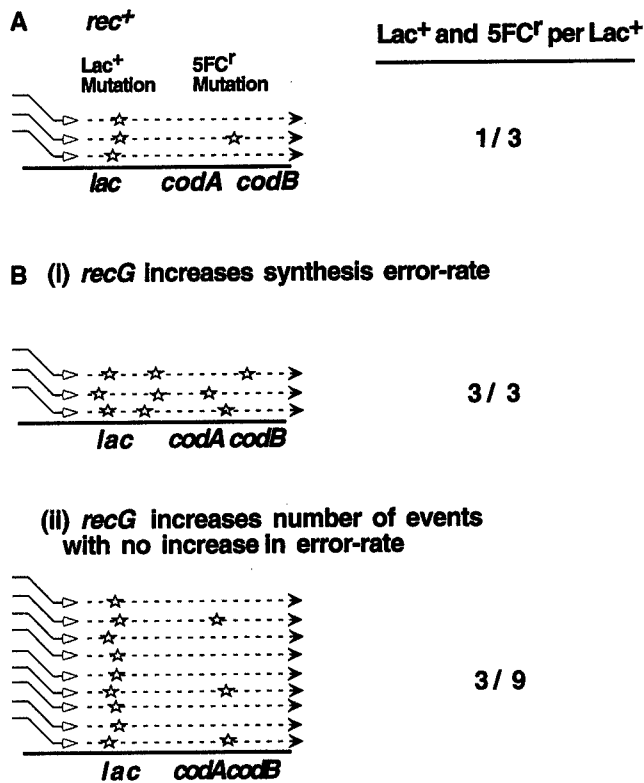 A rec+
Lac+ and 5FCr per Lac+
Lac+ Mutation
5FCr Mutation
1 / 3
lac codA codB
B (i) recG increases synthesis error-rate
3 / 3
lac codA codB
(ii) recG increases number of events
with no increase in error-rate
3 / 9
lac codA codB